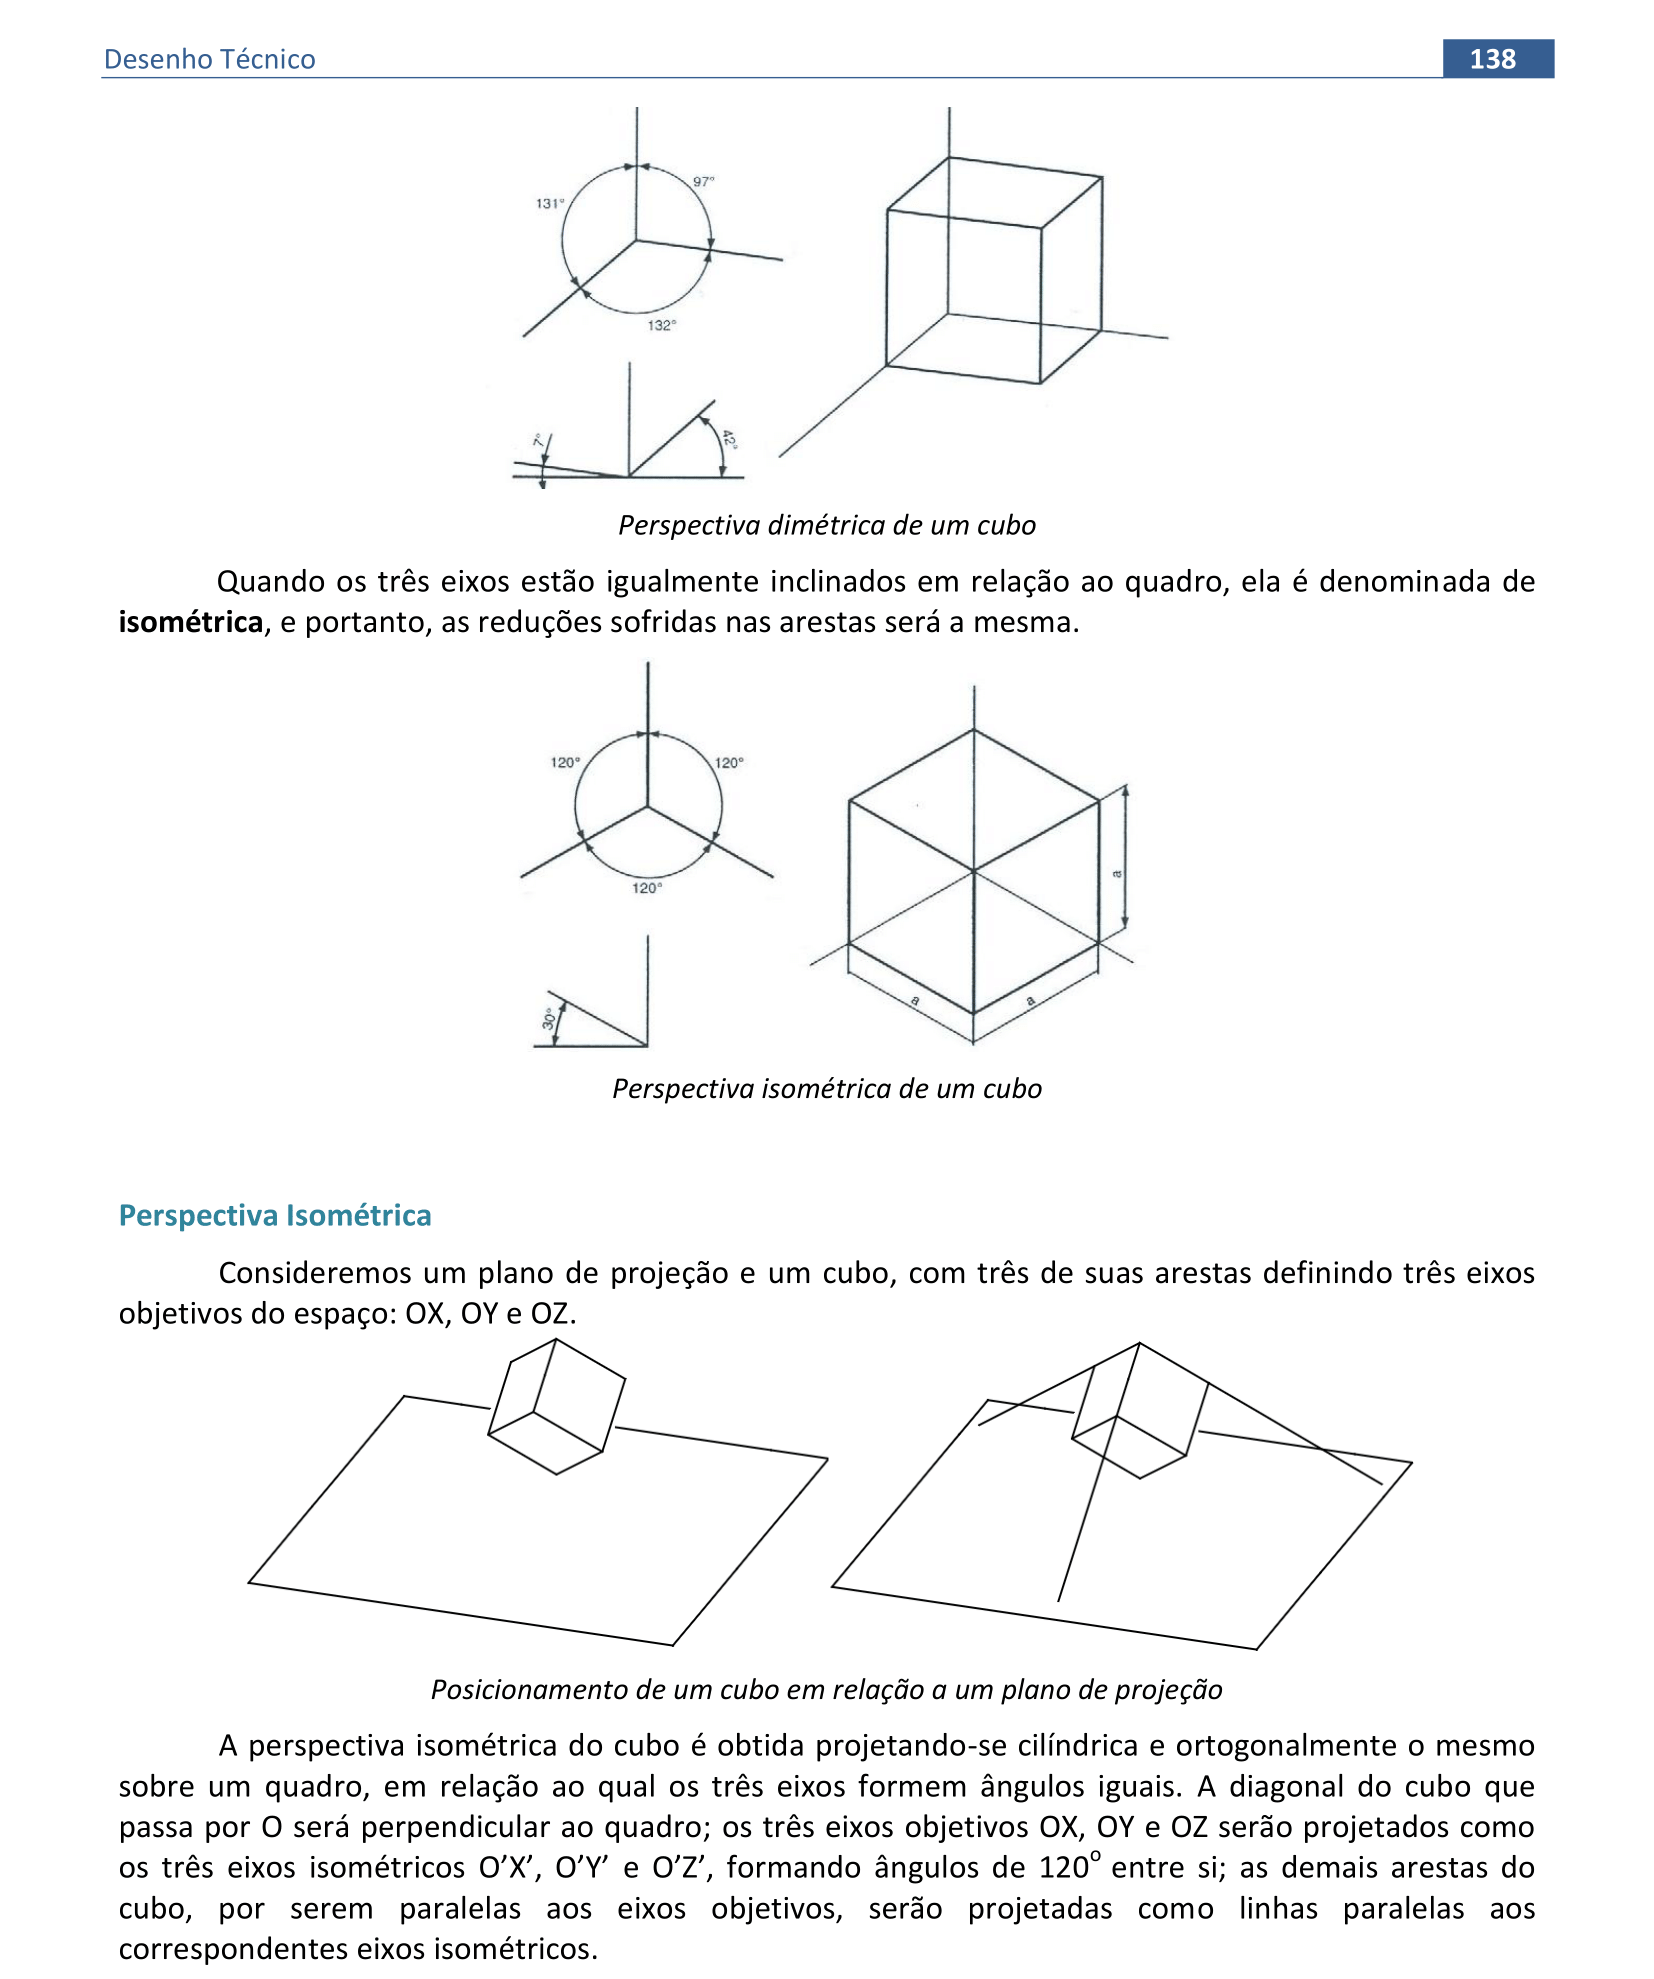 Desenho Técnico
138
97°
131°
132°
7°
42°
Perspectiva dimétrica de um cubo
Quando os três eixos estão igualmente inclinados em relação ao quadro, ela é denominada de
isométrica, e portanto, as reduções sofridas nas arestas será a mesma.
120°
120°
120°
a
30°
a
a
Perspectiva isométrica de um cubo
Perspectiva Isométrica
Consideremos um plano de projeção e um cubo, com três de suas arestas definindo três eixos
objetivos do espaço: OX, OY e OZ.
Posicionamento de um cubo em relação a um plano de projeção
A perspectiva isométrica do cubo é obtida projetando-se cilíndrica e ortogonalmente o mesmo
sobre um quadro, em relação ao qual os três eixos formem ângulos iguais. A diagonal do cubo que
passa por O será perpendicular ao quadro; os três eixos objetivos OX, OY e OZ serão projetados como
os três eixos isométricos O’X’, O’Y’ e O’Z’, formando ângulos de 120° entre si; as demais arestas do
cubo, por serem paralelas aos eixos objetivos, serão projetadas como linhas paralelas aos
correspondentes eixos isométricos.